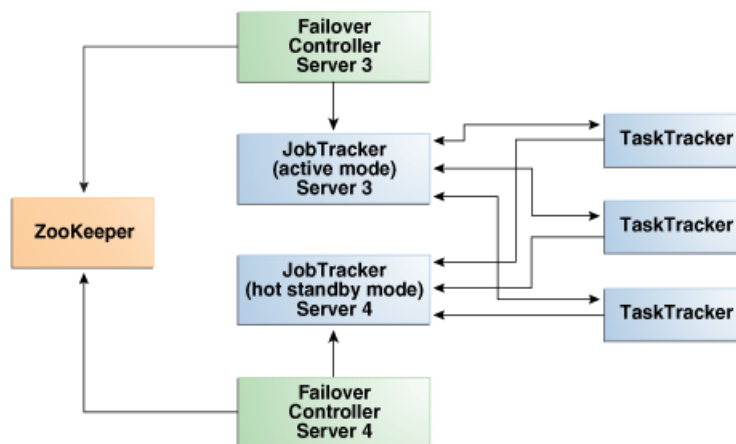 Failover
Controller
Server 3
JobTracker
(active mode)
Server 3
TaskTracker
TaskTracker
ZooKeeper
JobTracker
(hot standby mode)
Server 4
TaskTracker
Failover
Controller
Server 4